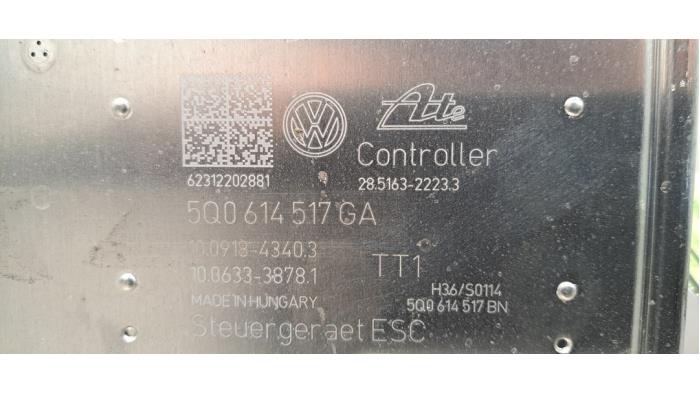 VW Ate
Controller
62312202881 28.5163-2223.3
5Q0 614 517 GA
10.0918-4340.3
10.0633-3878.1 TT1
H36/S0114
MADE IN HUNGARY 5Q0 614 517 BN
Steuergeraet ESC